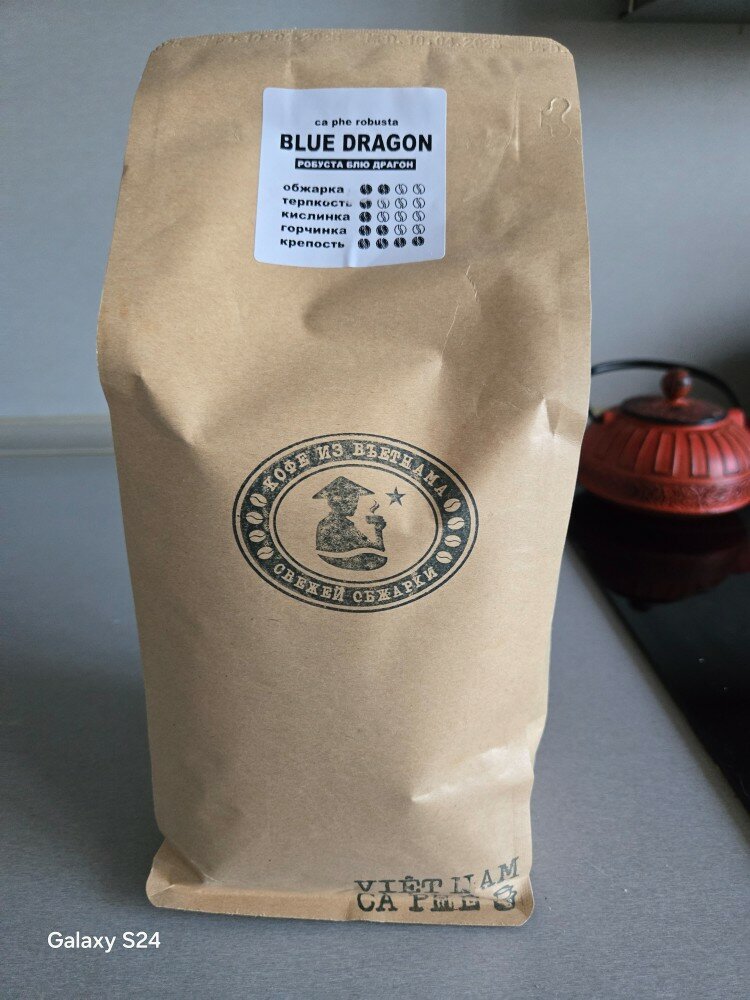 ca phe robusta
BLUE DRAGON
РОБУСТА БЛЮ ДРАГОН
обжарка
терпкость
кислинка
горчинка
крепость
КОФЕ ИЗ ВЬЕТНАМА
СВЕЖЕЙ ОБЖАРКИ
VIỆT NAM
CA PHE
Galaxy S24